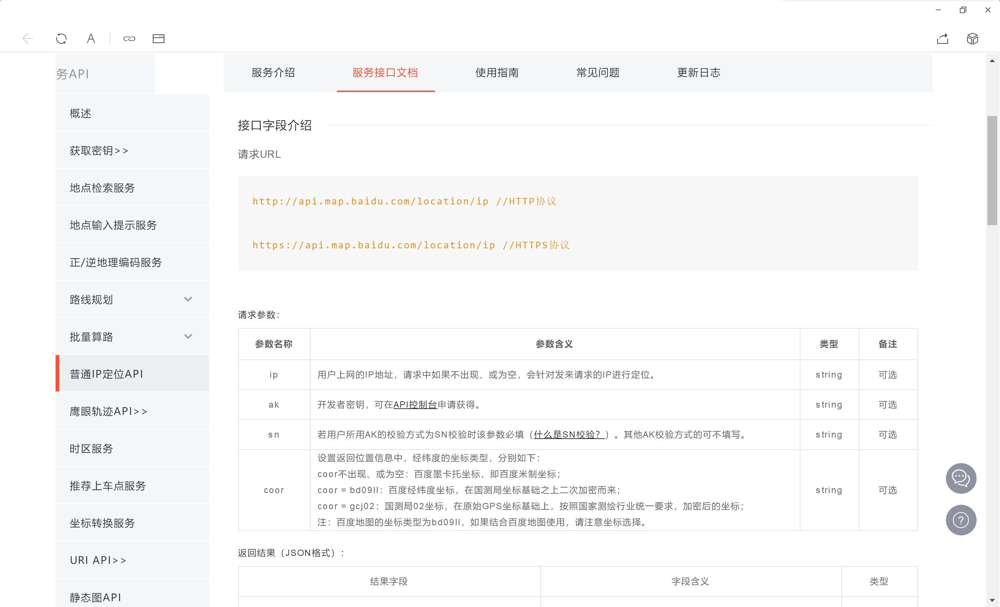 务API
概述
获取密钥>>
地点检索服务
地点输入提示服务
正/逆地理编码服务
路线规划
批量算路
普通IP定位API
鹰眼轨迹API>>
时区服务
推荐上车点服务
坐标转换服务
URI API>>
静态图API
服务介绍 服务接口文档 使用指南 常见问题 更新日志
接口字段介绍
请求URL
http://api.map.baidu.com/location/ip //HTTP协议
https://api.map.baidu.com/location/ip //HTTPS协议
请求参数：
参数名称 参数含义 类型 备注
ip 用户上网的IP地址，请求中如果不出现、或为空，会针对发来请求的IP进行定位。 string 可选
ak 开发者密钥，可在API控制台申请获得。 string 可选
sn 若用户所用AK的校验方式为SN校验时该参数必填（什么是SN校验？）。其他AK校验方式的可不填写。 string 可选
设置返回位置信息中，经纬度的坐标类型，分别如下：
coor不出现、或为空：百度墨卡托坐标，即百度米制坐标；
coor coor = bd09ll：百度经纬度坐标，在国测局坐标基础之上二次加密而来； string 可选
coor = gcj02：国测局02坐标，在原始GPS坐标基础上，按照国家测绘行业统一要求，加密后的坐标；
注：百度地图的坐标类型为bd09ll，如果结合百度地图使用，请注意坐标选择。
返回结果（JSON格式）:
结果字段 字段含义 类型